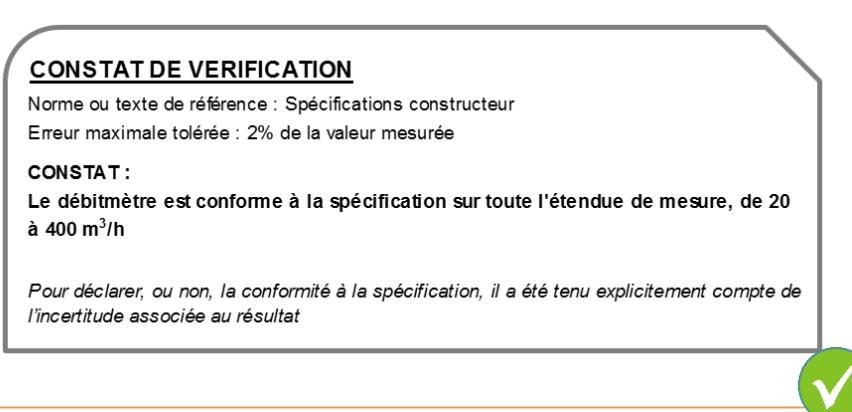 CONSTAT DE VERIFICATION
Norme ou texte de référence : Spécifications constructeur
Erreur maximale tolérée : 2% de la valeur mesurée
CONSTAT :
Le débitmètre est conforme à la spécification sur toute l'étendue de mesure, de 20
à 400 m³/h
Pour déclarer, ou non, la conformité à la spécification, il a été tenu explicitement compte de
l'incertitude associée au résultat